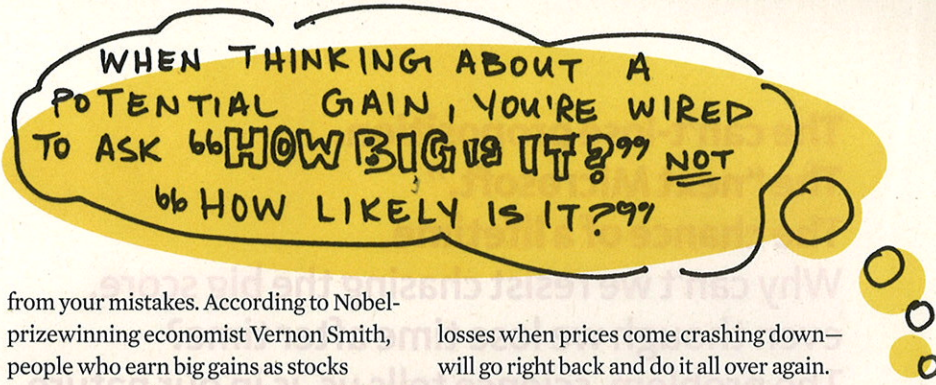 WHEN THINKING ABOUT A
POTENTIAL GAIN, YOU'RE WIRED
TO ASK “HOW BIG IS IT?” NOT
“HOW LIKELY IS IT?”
from your mistakes. According to Nobel-
prizewinning economist Vernon Smith,
people who earn big gains as stocks
losses when prices come crashing down—
will go right back and do it all over again.